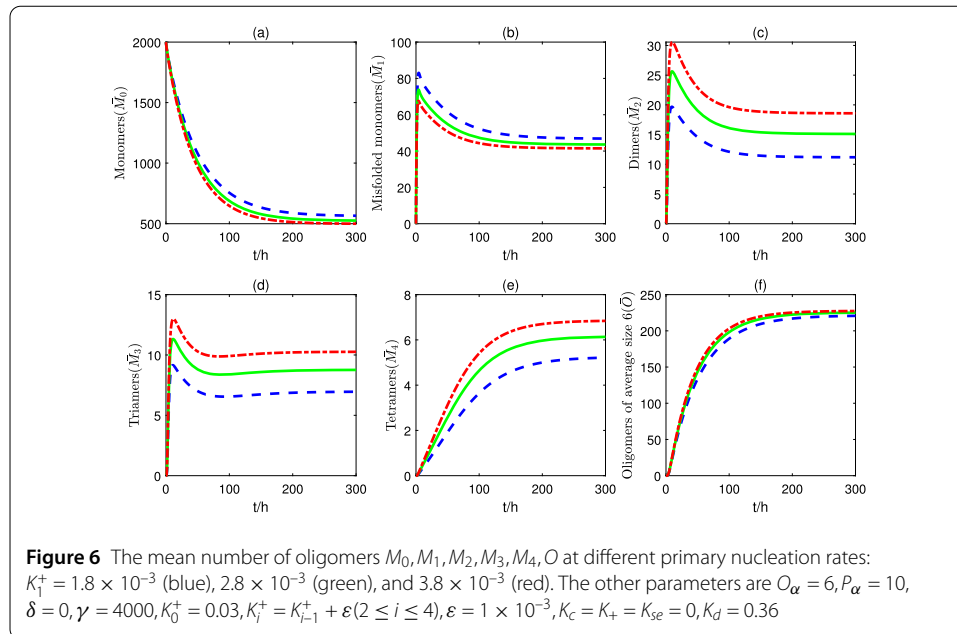 (a)
2000
1500
1000
500
Monomers(M̄₀)
0 100 200 300
t/h
(b)
100
80
60
40
20
0
Misfolded monomers(M̄₁)
0 100 200 300
t/h
(c)
30
25
20
15
10
5
0
Dimers(M̄₂)
0 100 200 300
t/h
(d)
15
10
5
0
Triamers(M̄₃)
0 100 200 300
t/h
(e)
8
6
4
2
0
Tetramers(M̄₄)
0 100 200 300
t/h
(f)
250
200
150
100
50
0
Oligomers of average size 6(Ō)
0 100 200 300
t/h
Figure 6 The mean number of oligomers M₀, M₁, M₂, M₃, M₄, O at different primary nucleation rates:
K₁⁺ = 1.8 × 10⁻³ (blue), 2.8 × 10⁻³ (green), and 3.8 × 10⁻³ (red). The other parameters are Oα = 6, Pα = 10,
δ = 0, γ = 4000, K₀⁺ = 0.03, Kᵢ⁺ = Kᵢ₋₁⁺ + ε(2 ≤ i ≤ 4), ε = 1 × 10⁻³, K_c = K₊ = K_se = 0, K_d = 0.36